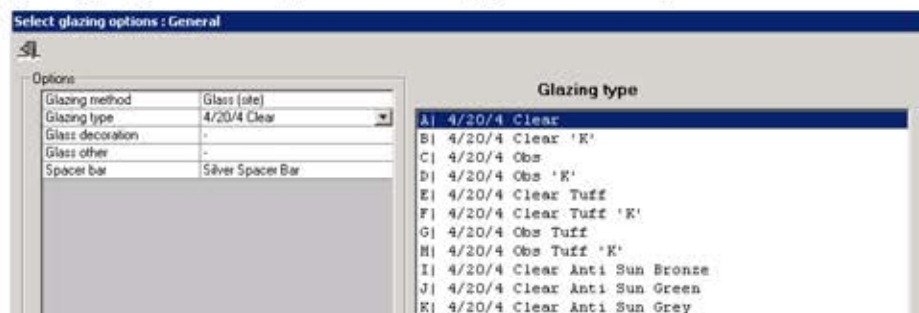 Select glazing options : General
Options
Glazing method Glass (site)
Glazing type 4/20/4 Clear
Glass decoration -
Glass other -
Spacer bar Silver Spacer Bar
Glazing type
A| 4/20/4 Clear
B| 4/20/4 Clear 'K'
C| 4/20/4 Obs
D| 4/20/4 Obs 'K'
E| 4/20/4 Clear Tuff
F| 4/20/4 Clear Tuff 'K'
G| 4/20/4 Obs Tuff
H| 4/20/4 Obs Tuff 'K'
I| 4/20/4 Clear Anti Sun Bronze
J| 4/20/4 Clear Anti Sun Green
K| 4/20/4 Clear Anti Sun Grey